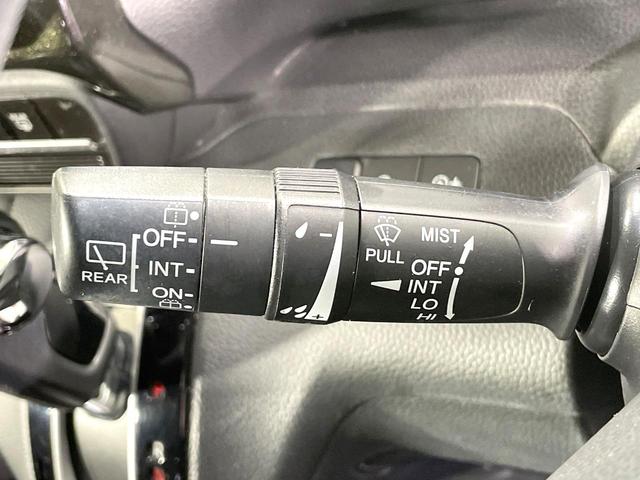 REAR
OFF
INT
ON
-
+
PULL
MIST
OFF
INT
LO
HI